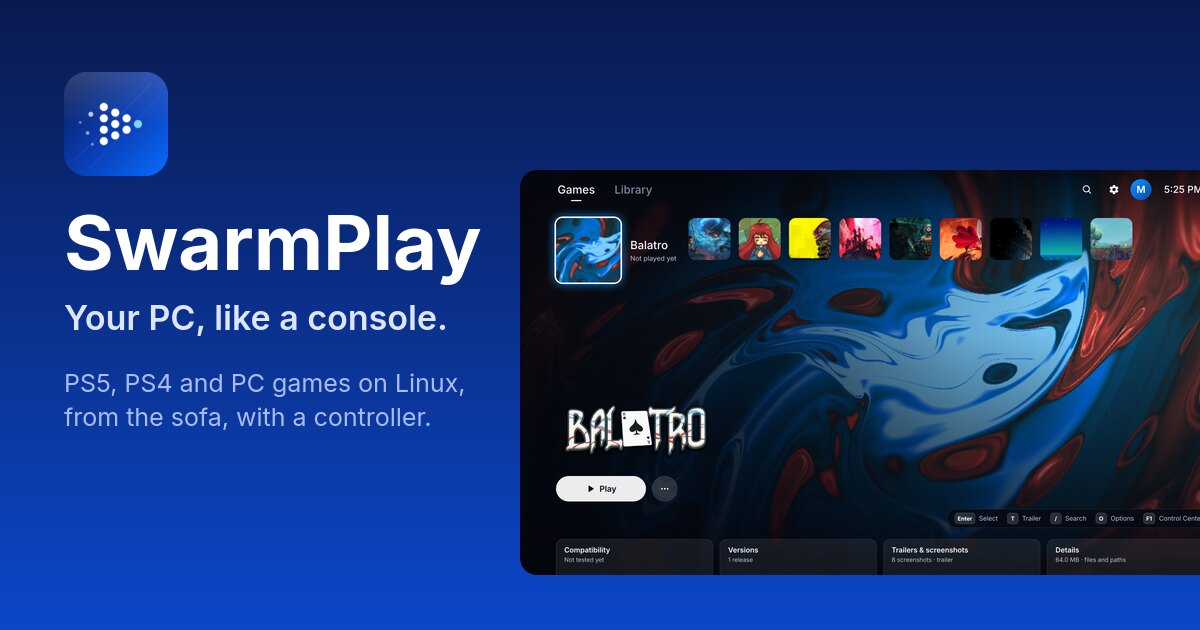 SwarmPlay
Your PC, like a console.
PS5, PS4 and PC games on Linux,
from the sofa, with a controller.
Games Library
M 5:25 PM
Balatro
Not played yet
BALATRO
Play
Enter Select T Trailer / Search O Options F1 Control Cente
Compatibility
Not tested yet
Versions
1 release
Trailers & screenshots
8 screenshots · trailer
Details
64.0 MB · files and paths